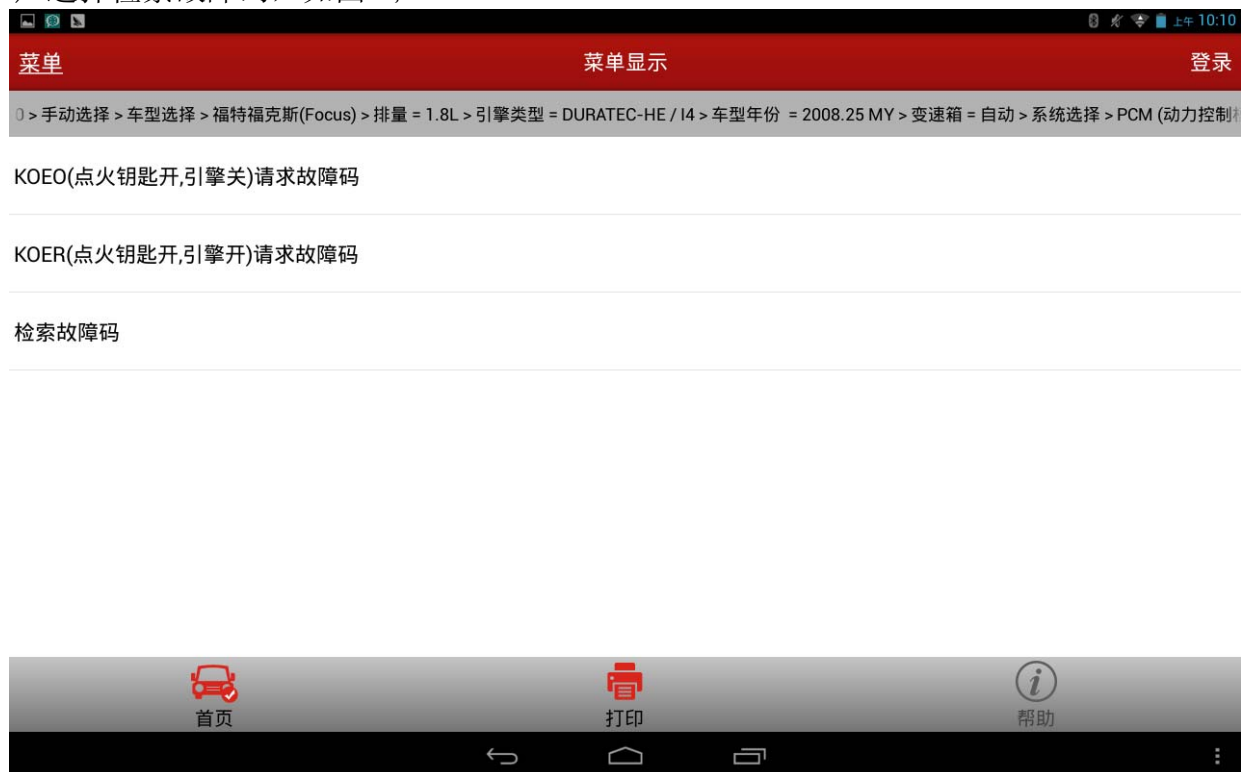 上午 10:10
菜单
菜单显示
登录
> 手动选择 > 车型选择 > 福特福克斯(Focus) > 排量 = 1.8L > 引擎类型 = DURATEC-HE / I4 > 车型年份 = 2008.25 MY > 变速箱 = 自动 > 系统选择 > PCM (动力控制
KOEO(点火钥匙开,引擎关)请求故障码
KOER(点火钥匙开,引擎开)请求故障码
检索故障码
首页
打印
帮助